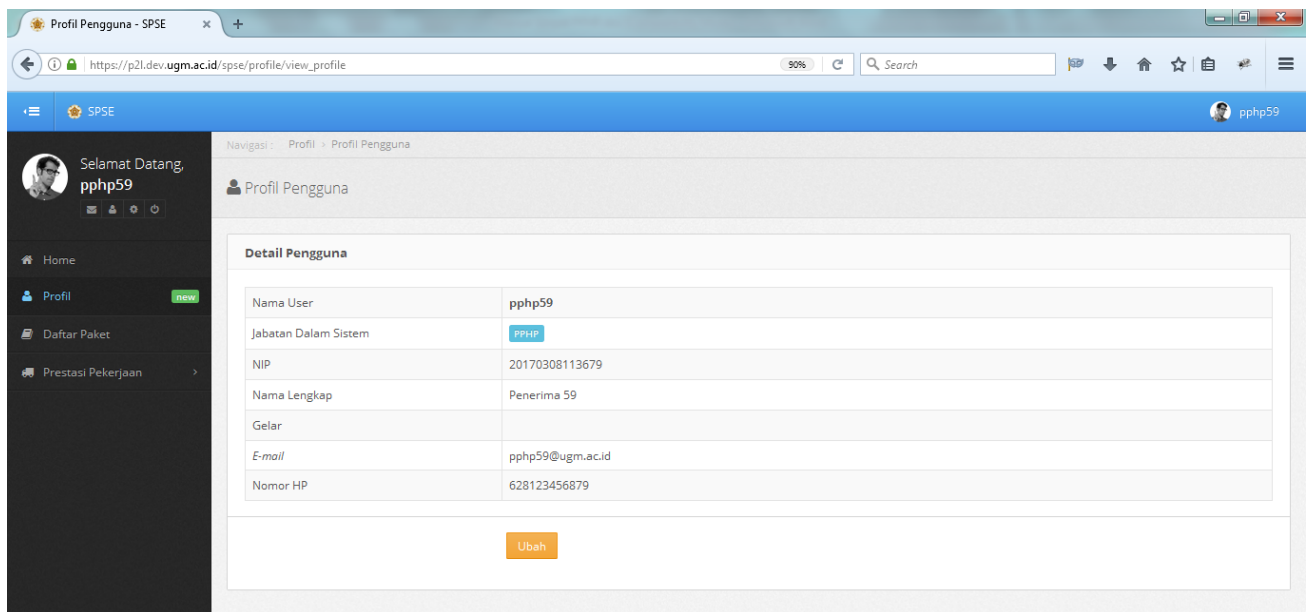 Profil Pengguna - SPSE
https://p2l.dev.ugm.ac.id/spse/profile/view_profile 90% Search
SPSE pphp59
Selamat Datang,
pphp59
Home
Profil new
Daftar Paket
Prestasi Pekerjaan
Navigasi : Profil › Profil Pengguna
Profil Pengguna
Detail Pengguna
Nama User pphp59
Jabatan Dalam Sistem PPHP
NIP 20170308113679
Nama Lengkap Penerima 59
Gelar
E-mail pphp59@ugm.ac.id
Nomor HP 628123456879
Ubah